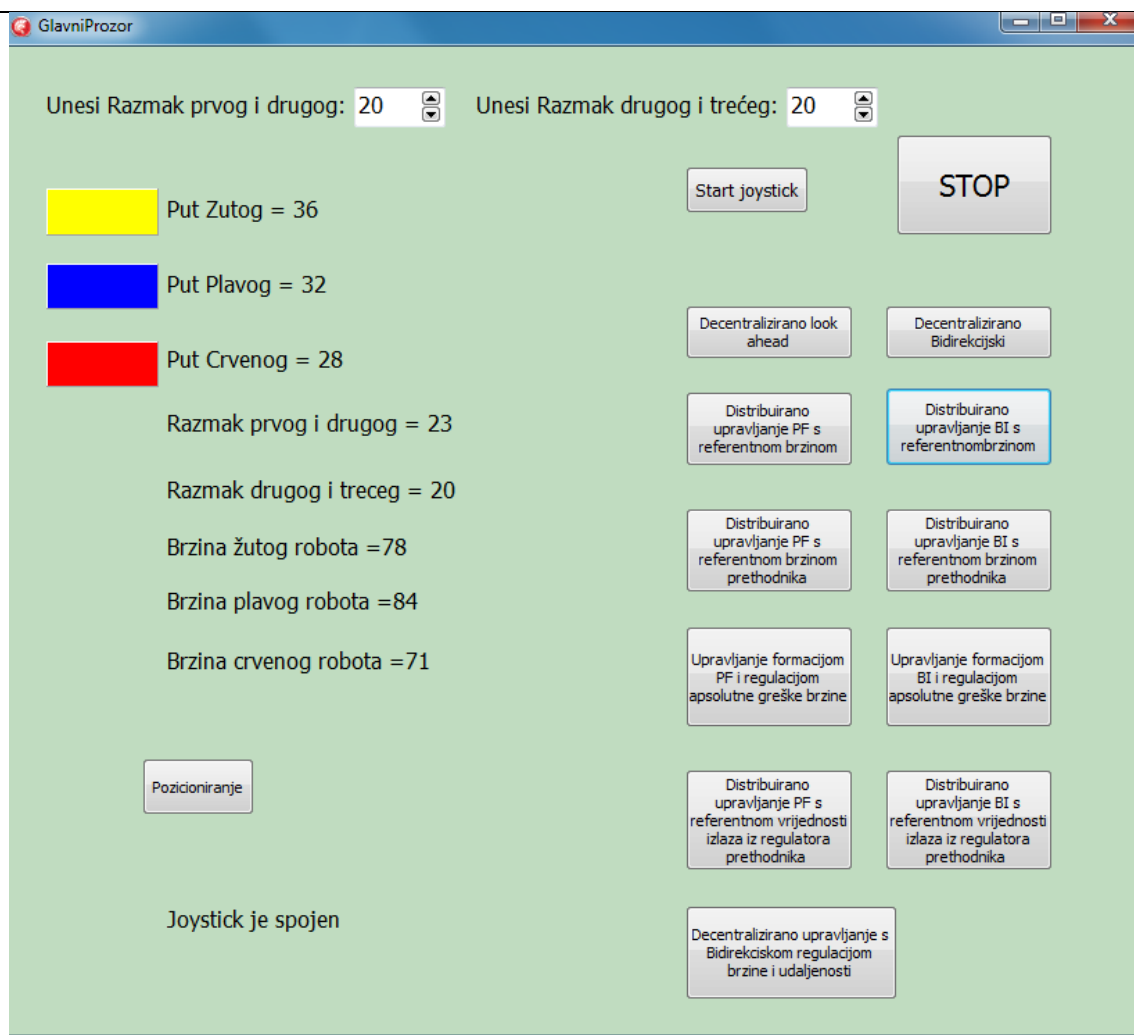 GlavniProzor
Unesi Razmak prvog i drugog: 20
Unesi Razmak drugog i trećeg: 20
Start joystick
STOP
Put Zutog = 36
Put Plavog = 32
Put Crvenog = 28
Razmak prvog i drugog = 23
Razmak drugog i treceg = 20
Brzina žutog robota =78
Brzina plavog robota =84
Brzina crvenog robota =71
Pozicioniranje
Joystick je spojen
Decentralizirano look
ahead
Decentralizirano
Bidirekcijski
Distribuirano
upravljanje PF s
referentnom brzinom
Distribuirano
upravljanje BI s
referentnombrzinom
Distribuirano
upravljanje PF s
referentnom brzinom
prethodnika
Distribuirano
upravljanje BI s
referentnom brzinom
prethodnika
Upravljanje formacijom
PF i regulacijom
apsolutne greške brzine
Upravljanje formacijom
BI i regulacijom
apsolutne greške brzine
Distribuirano
upravljanje PF s
referentnom vrijednosti
izlaza iz regulatora
prethodnika
Distribuirano
upravljanje BI s
referentnom vrijednosti
izlaza iz regulatora
prethodnika
Decentralizirano upravljanje s
Bidirekciskom regulacijom
brzine i udaljenosti